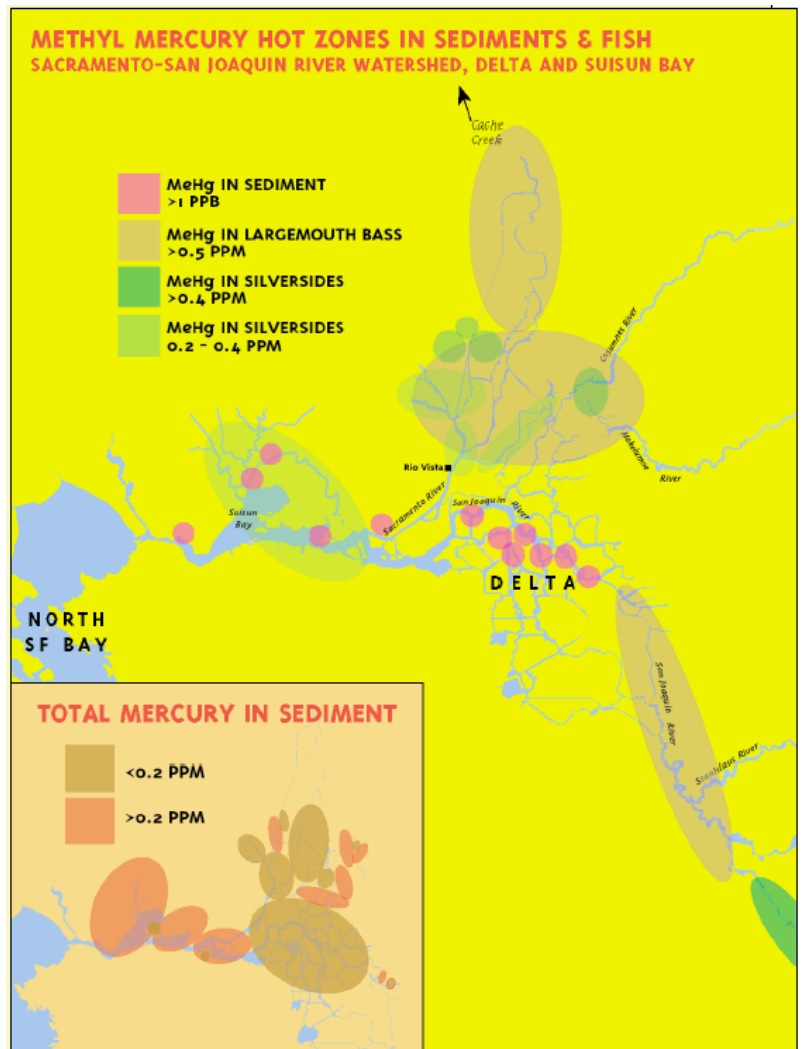 METHYL MERCURY HOT ZONES IN SEDIMENTS & FISH
SACRAMENTO-SAN JOAQUIN RIVER WATERSHED, DELTA AND SUISUN BAY
Cache
Creek
MeHg IN SEDIMENT
>1 PPB
MeHg IN LARGEMOUTH BASS
>0.5 PPM
MeHg IN SILVERSIDES
>0.4 PPM
MeHg IN SILVERSIDES
0.2 - 0.4 PPM
Cosumnes River
Mokelumne
River
Rio Vista
Sacramento River
San Joaquin River
Suisun
Bay
DELTA
NORTH
SF BAY
San Joaquin River
Stanislaus River
TOTAL MERCURY IN SEDIMENT
<0.2 PPM
>0.2 PPM